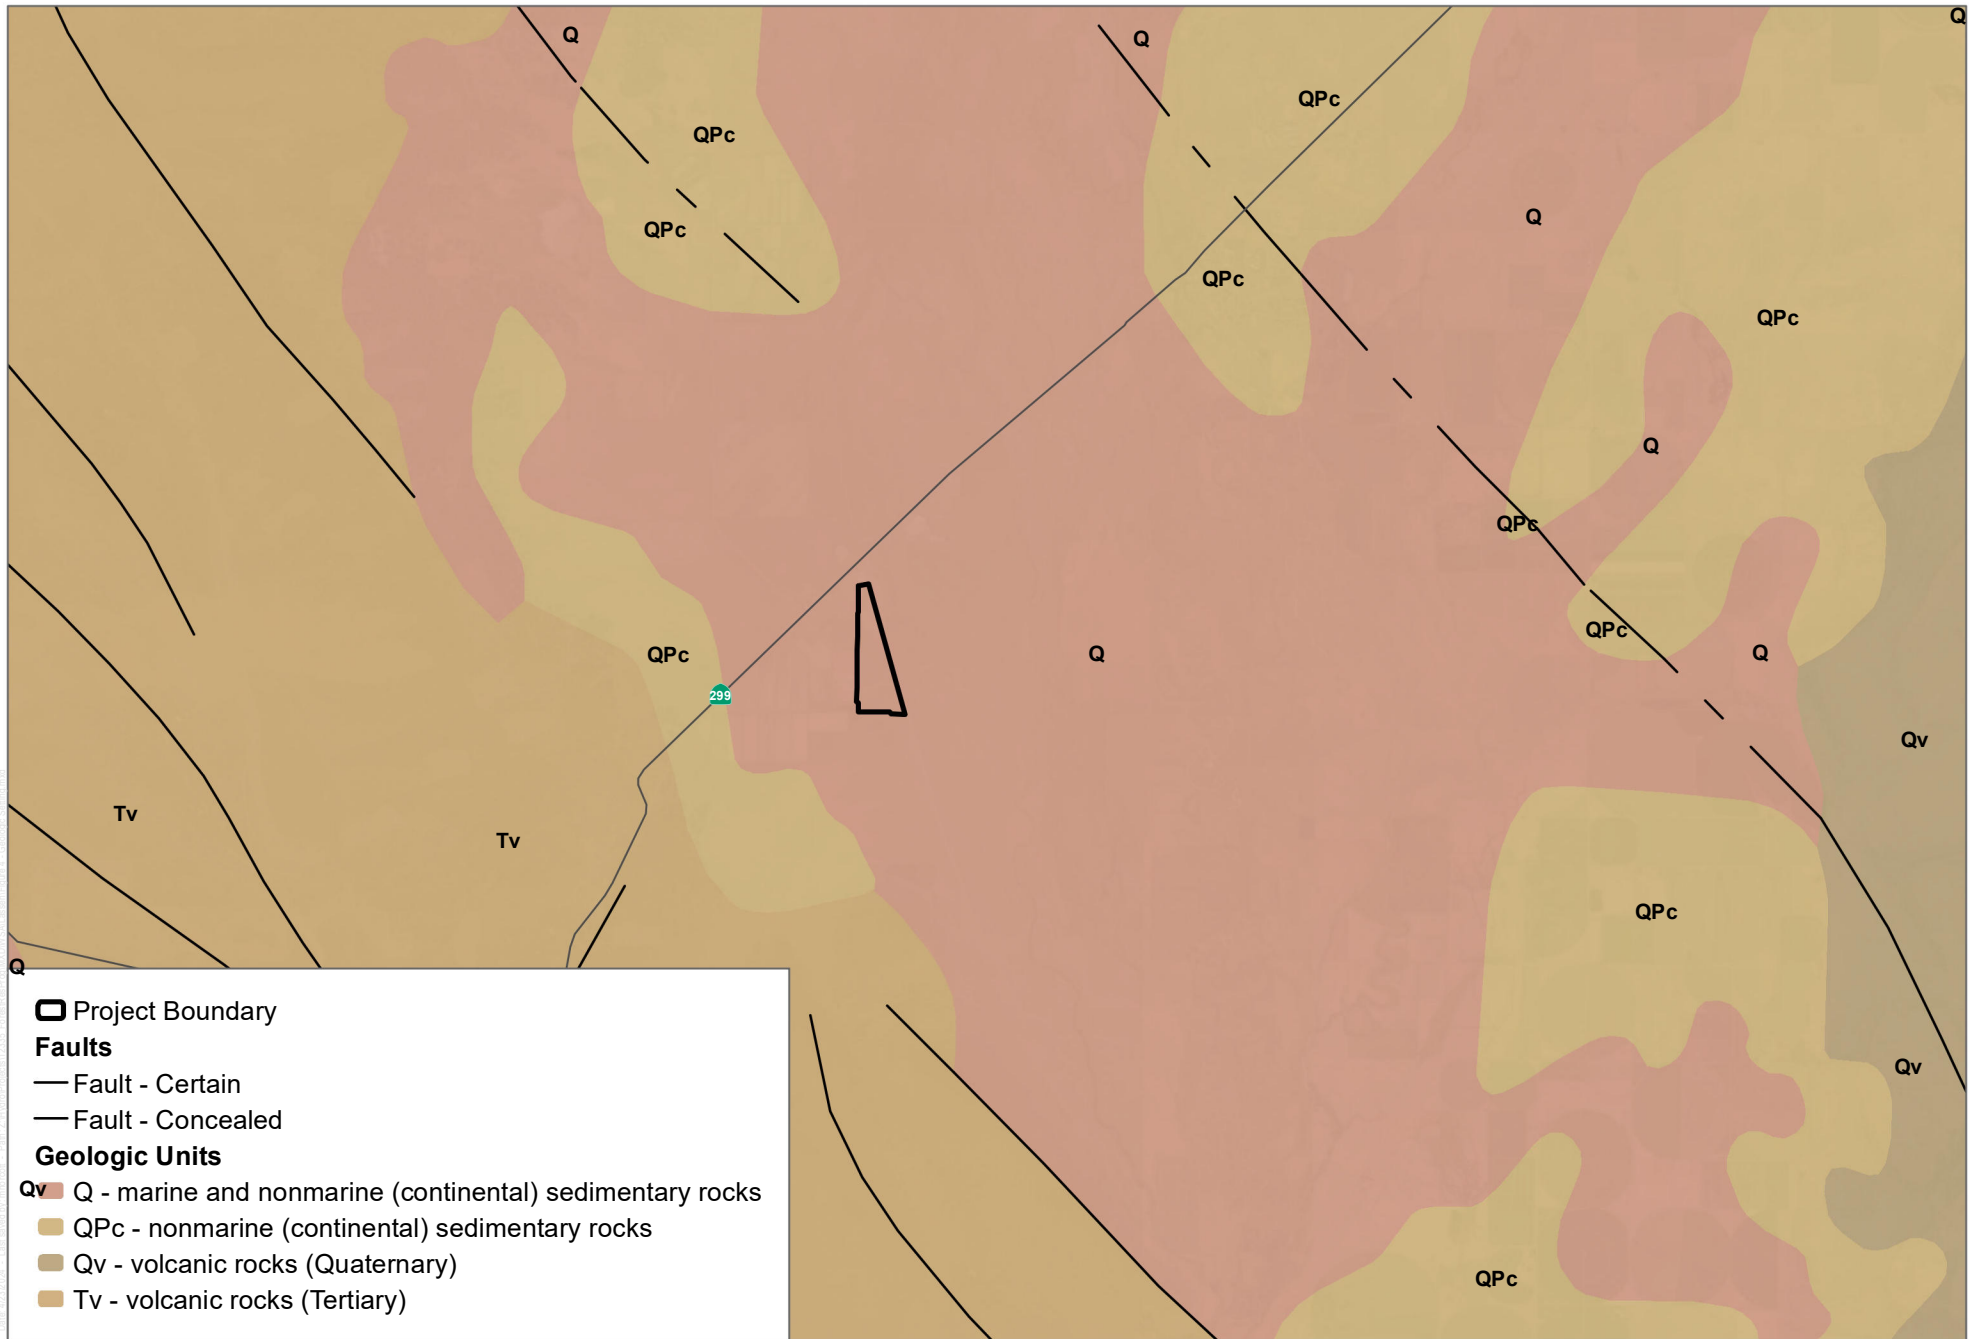 Q
Q
Q
QPc
QPc
Q
QPc
QPc
QPc
Q
QPc
QPc
Q
QPc
Q
299
Qv
Tv
Tv
QPc
Q
Qv
Project Boundary
Faults
Fault - Certain
Fault - Concealed
Geologic Units
Qv
Q - marine and nonmarine (continental) sedimentary rocks
QPc - nonmarine (continental) sedimentary rocks
Qv - volcanic rocks (Quaternary)
Tv - volcanic rocks (Tertiary)
QPc